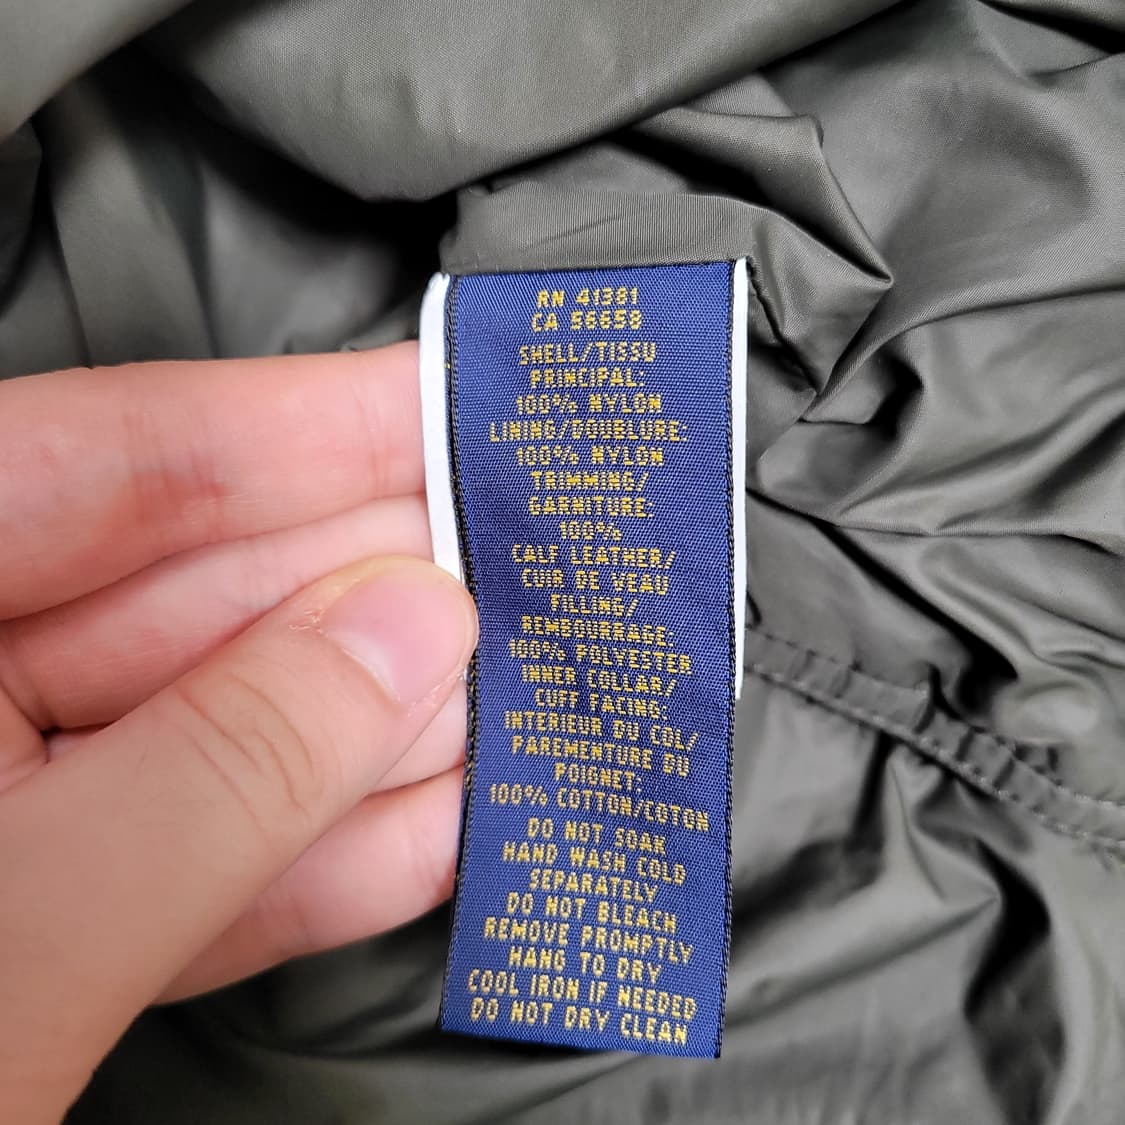 RN 41381
CA 56658
SHELL/TISSU
PRINCIPAL:
100% NYLON
LINING/DOUBLURE:
100% NYLON
TRIMMING/
GARNITURE:
100%
CALF LEATHER/
CUIR DE VEAU
FILLING/
REMBOURRAGE:
100% POLYESTER
INNER COLLAR/
CUFF FACING:
INTERIEUR DU COL/
PAREMENTURE DU
POIGNET:
100% COTTON/COTON
DO NOT SOAK
HAND WASH COLD
SEPARATELY
DO NOT BLEACH
REMOVE PROMPTLY
HANG TO DRY
COOL IRON IF NEEDED
DO NOT DRY CLEAN